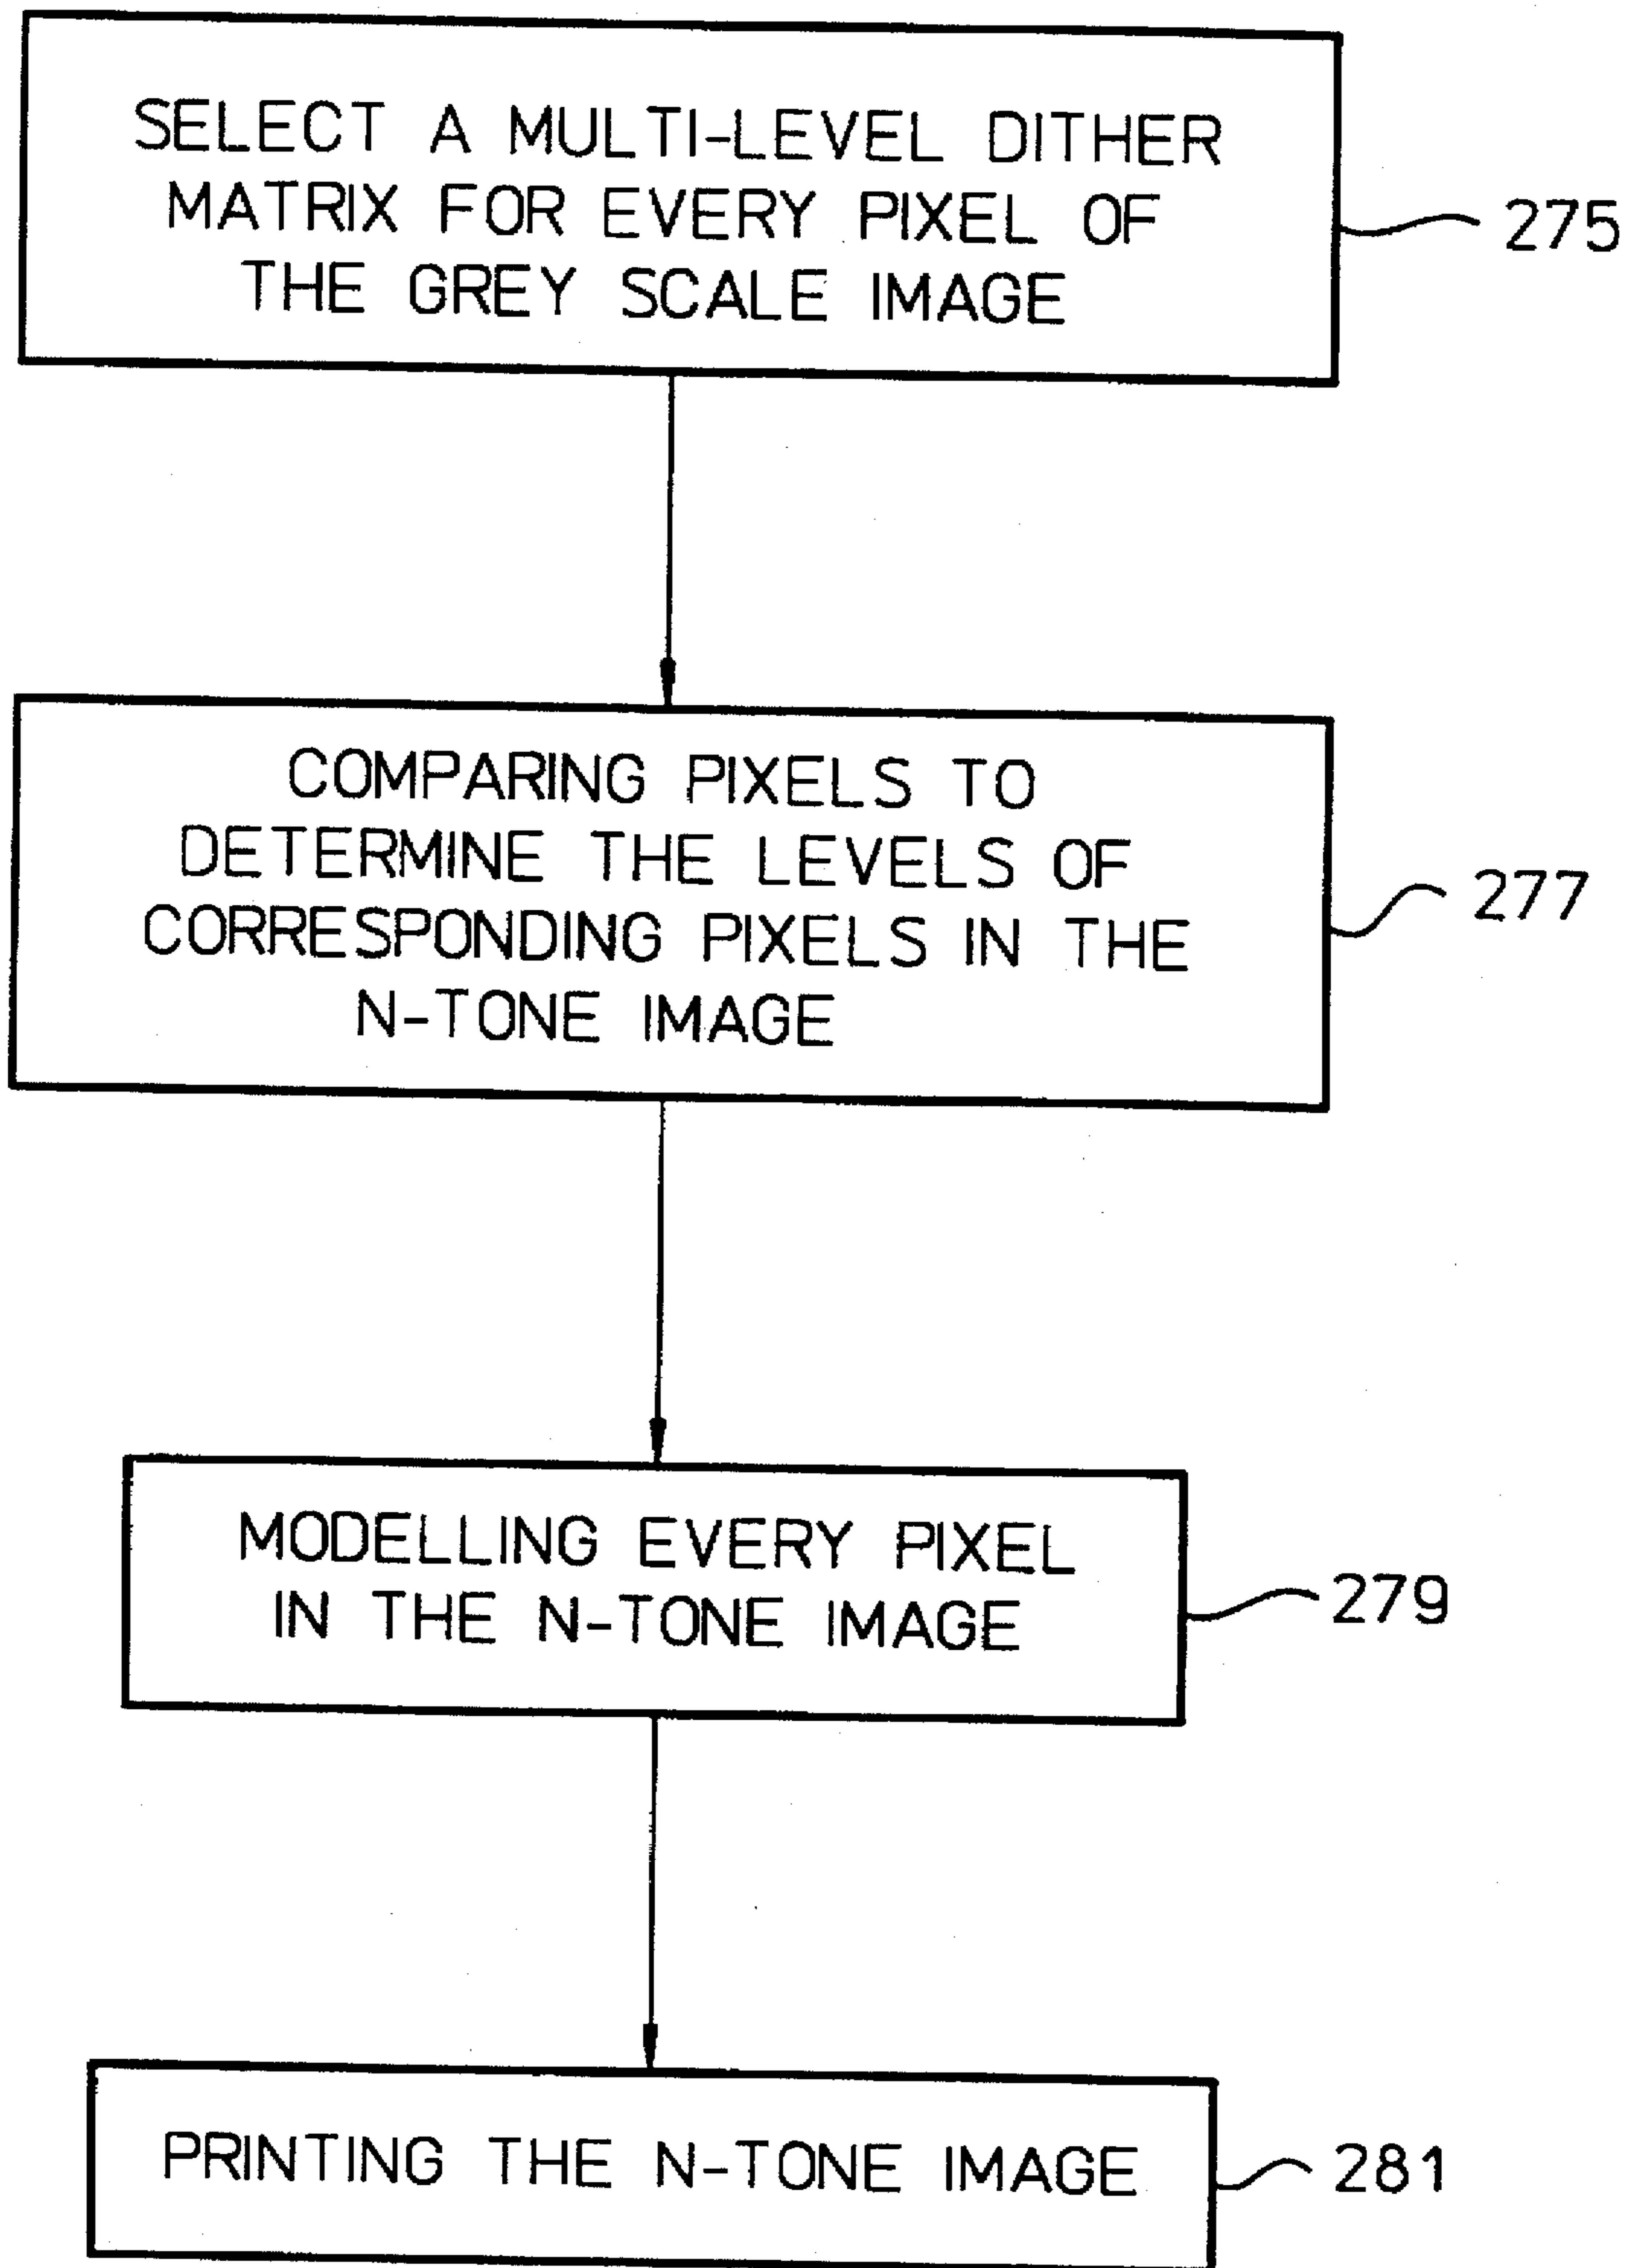 SELECT A MULTI-LEVEL DITHER
MATRIX FOR EVERY PIXEL OF
THE GREY SCALE IMAGE
275
COMPARING PIXELS TO
DETERMINE THE LEVELS OF
CORRESPONDING PIXELS IN THE
N-TONE IMAGE
277
MODELLING EVERY PIXEL
IN THE N-TONE IMAGE
279
PRINTING THE N-TONE IMAGE
281